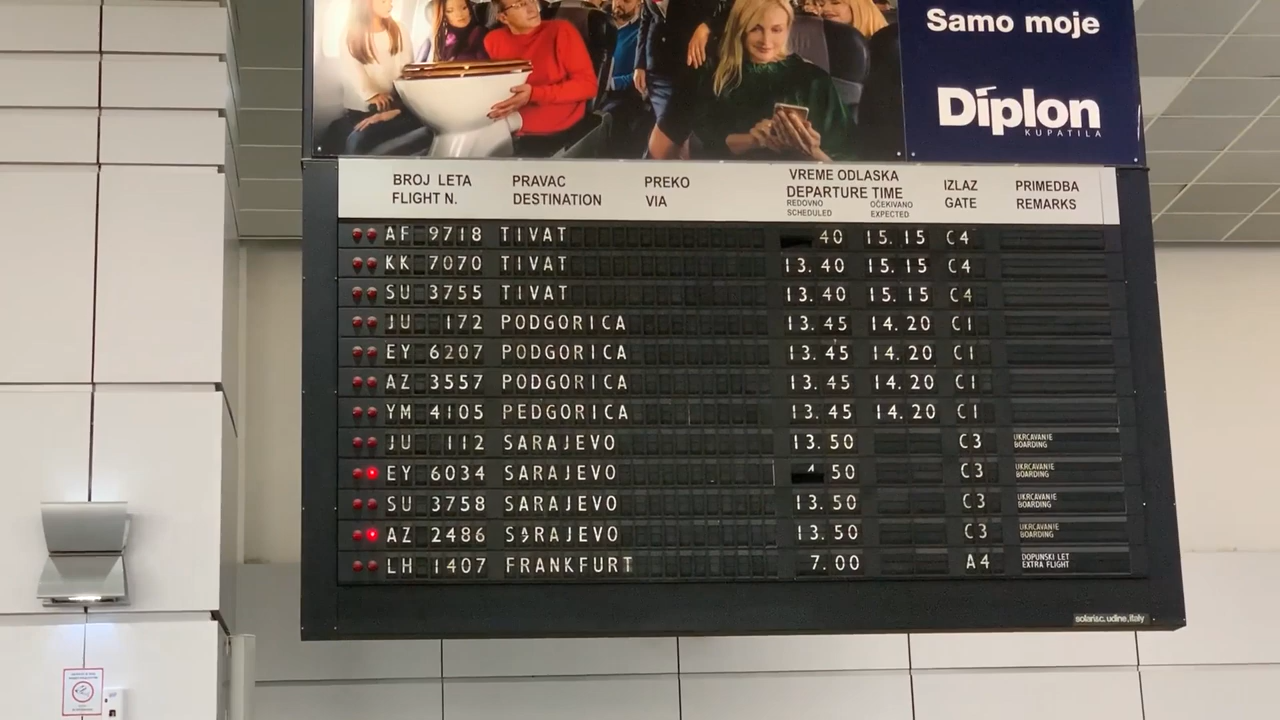 Samo moje
Diplon
KUPATILA
BROJ LETA PRAVAC PREKO VREME ODLASKA IZLAZ PRIMEDBA
FLIGHT N. DESTINATION VIA DEPARTURE TIME GATE REMARKS
REDOVNO OČEKIVANO
SCHEDULED EXPECTED
AF 9718 TIVAT 40 15.15 C4
KK 7070 TIVAT 13.40 15.15 C4
SU 3755 TIVAT 13.40 15.15 C4
JU 172 PODGORICA 13.45 14.20 C1
EY 6207 PODGORICA 13.45 14.20 C1
AZ 3557 PODGORICA 13.45 14.20 C1
YM 4105 PEDGORICA 13.45 14.20 C1
JU 112 SARAJEVO 13.50 C3 UKRCAVANJE BOARDING
EY 6034 SARAJEVO 50 C3 UKRCAVANJE BOARDING
SU 3758 SARAJEVO 13.50 C3 UKRCAVANJE BOARDING
AZ 2486 S9RAJEVO 13.50 C3 UKRCAVANJE BOARDING
LH 1407 FRANKFURT 7.00 A4 DOPUNSKI LET EXTRA FLIGHT
solari&c. udine, Italy